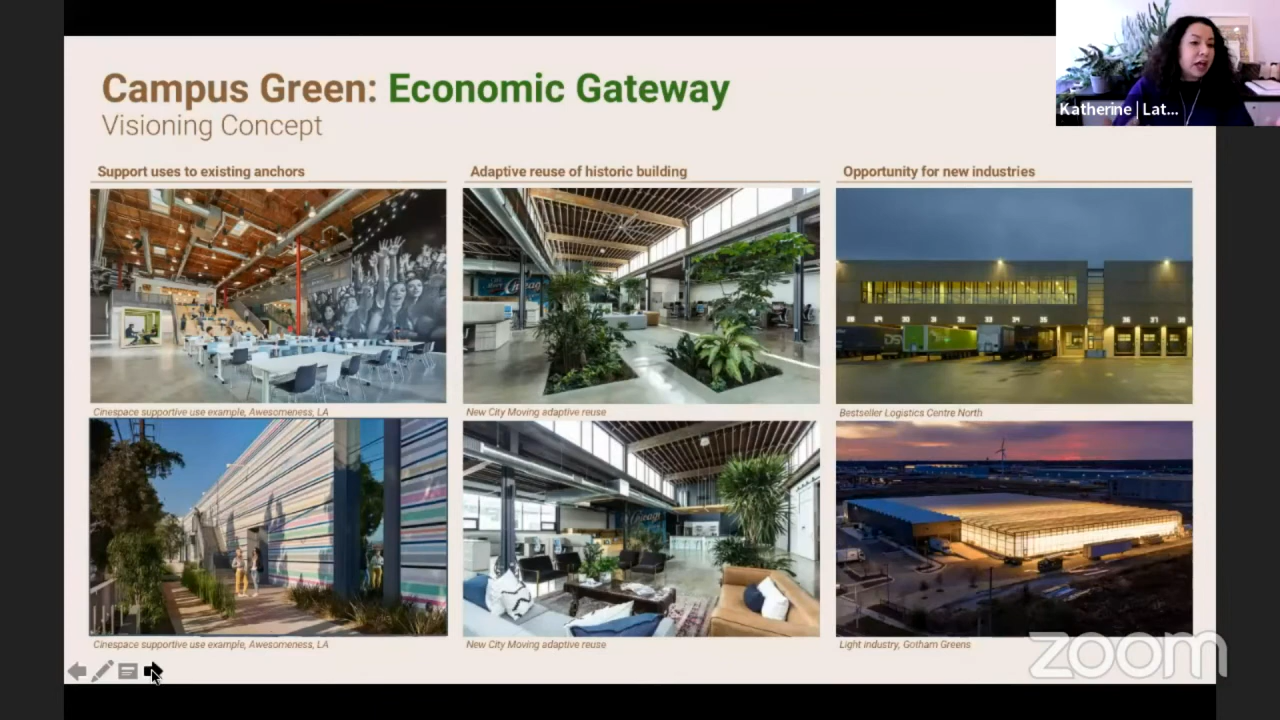 Campus Green: Economic Gateway
Visioning Concept
Katherine | Lat...
Support uses to existing anchors
Adaptive reuse of historic building
Opportunity for new industries
Cinespace supportive use example, Awesomeness, LA
New City Moving adaptive reuse
Bestseller Logistics Centre North
Cinespace supportive use example, Awesomeness, LA
New City Moving adaptive reuse
Light industry, Gotham Greens
zoom